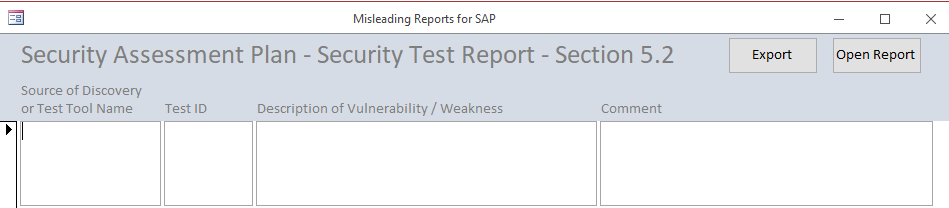 Misleading Reports for SAP
Security Assessment Plan - Security Test Report - Section 5.2
Export
Open Report
Source of Discovery
or Test Tool Name
Test ID
Description of Vulnerability / Weakness
Comment